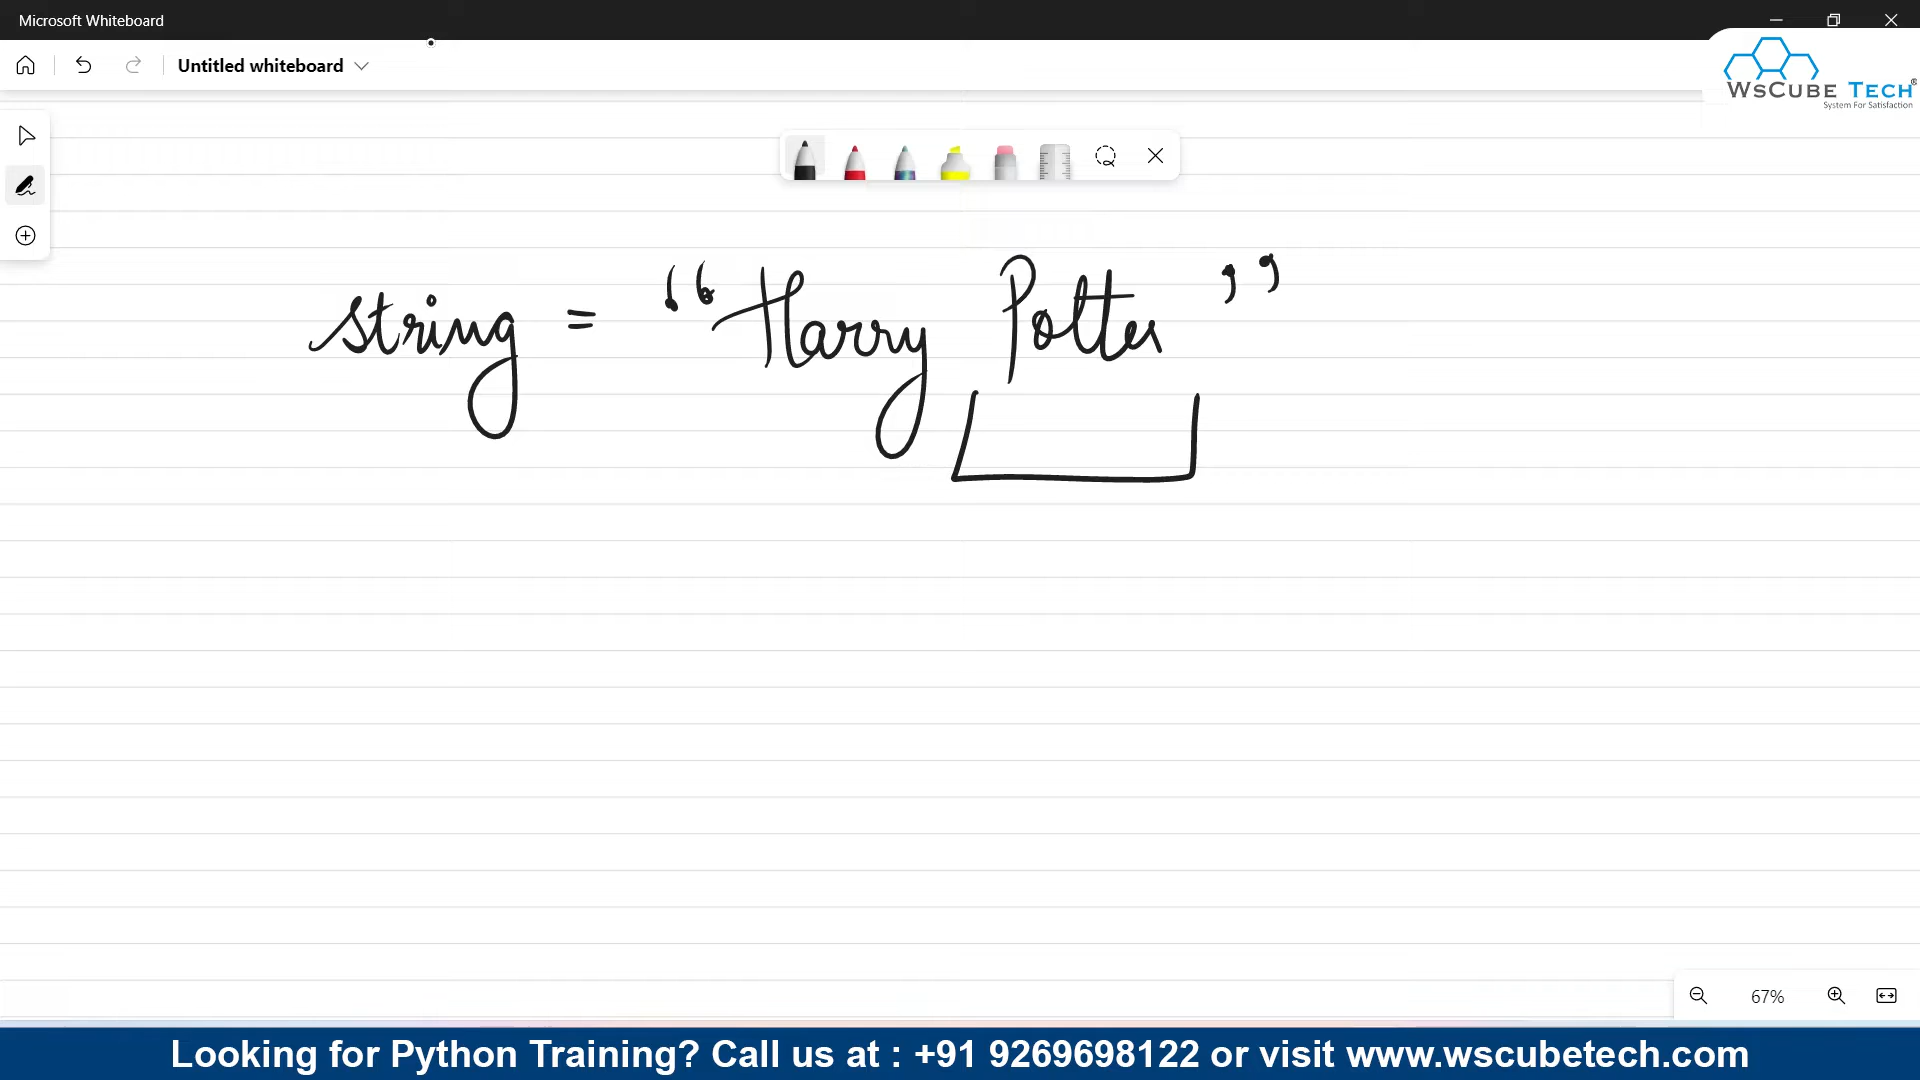 Microsoft Whiteboard
Untitled whiteboard
WsCube Tech®
System For Satisfaction
string = “Harry Potter”
67%
Looking for Python Training? Call us at : +91 9269698122 or visit www.wscubetech.com